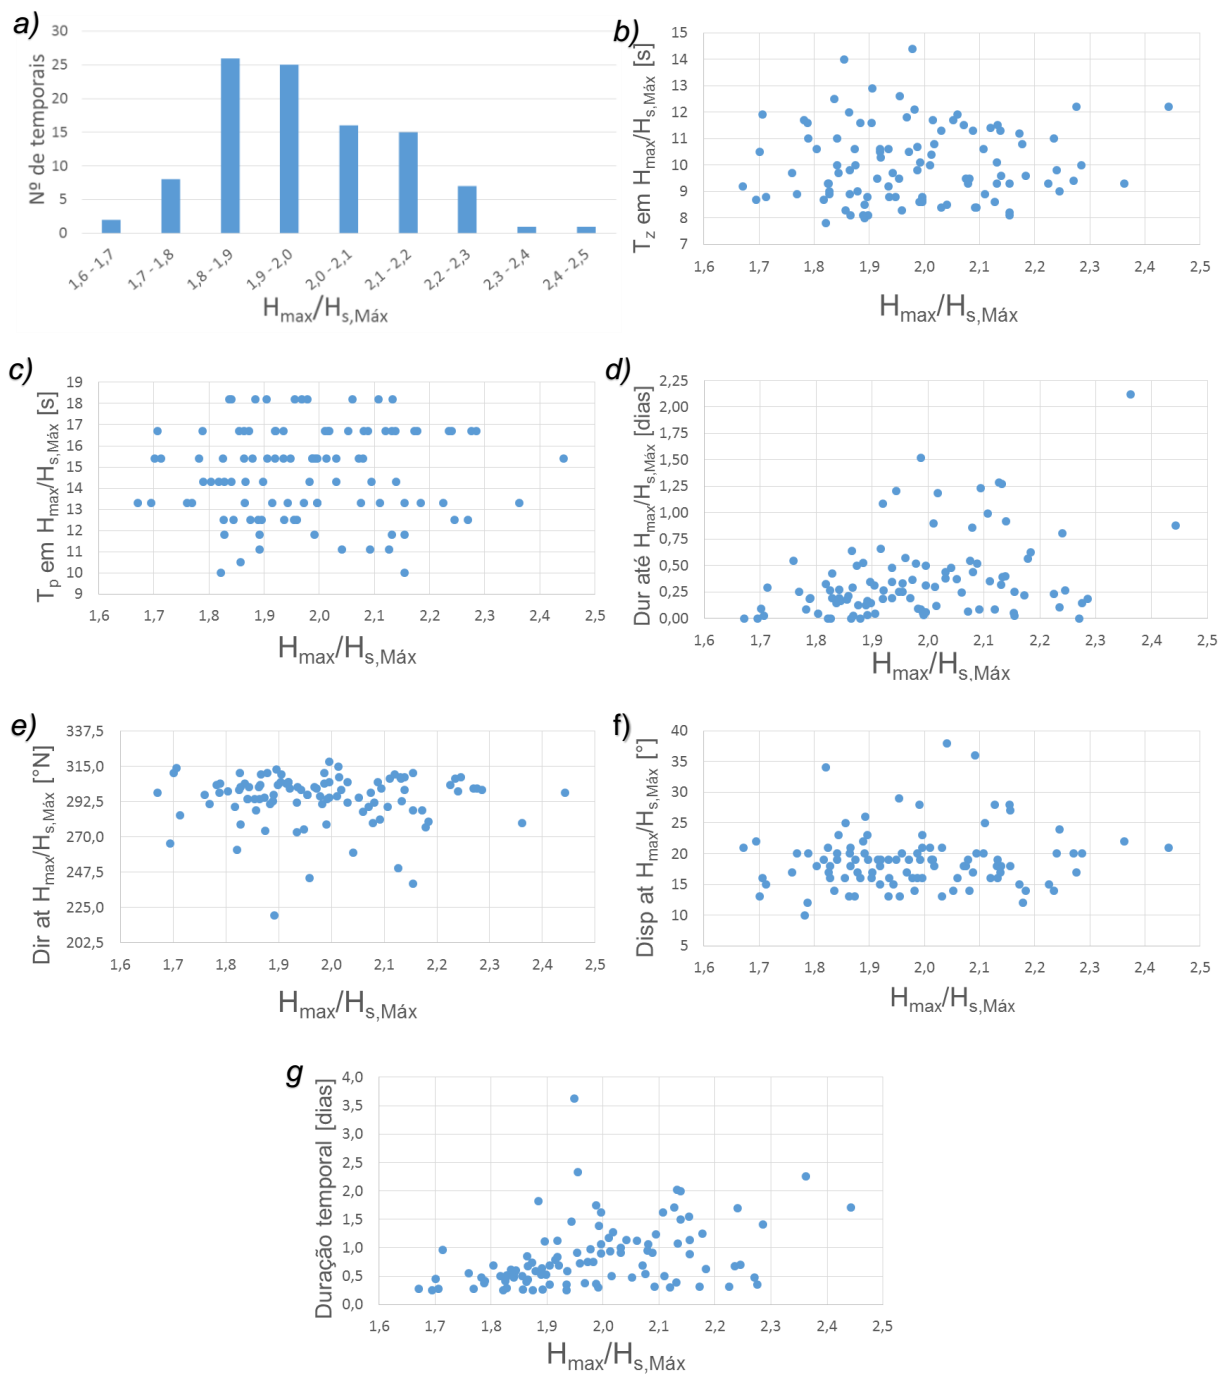 a)
30
25
20
15
10
5
0
Nº de temporais
1,6 - 1,7
1,7 - 1,8
1,8 - 1,9
1,9 - 2,0
2,0 - 2,1
2,1 - 2,2
2,2 - 2,3
2,3 - 2,4
2,4 - 2,5
Hmax/Hs,Máx
b)
15
14
13
12
11
10
9
8
7
Tz em Hmax/Hs,Máx [s]
1,6 1,7 1,8 1,9 2,0 2,1 2,2 2,3 2,4 2,5
Hmax/Hs,Máx
c)
19
18
17
16
15
14
13
12
11
10
9
Tp em Hmax/Hs,Máx [s]
1,6 1,7 1,8 1,9 2,0 2,1 2,2 2,3 2,4 2,5
Hmax/Hs,Máx
d)
2,25
2,00
1,75
1,50
1,25
1,00
0,75
0,50
0,25
0,00
Dur até Hmax/Hs,Máx [dias]
1,6 1,7 1,8 1,9 2,0 2,1 2,2 2,3 2,4 2,5
Hmax/Hs,Máx
e)
337,5
315,0
292,5
270,0
247,5
225,0
202,5
Dir at Hmax/Hs,Máx [°N]
1,6 1,7 1,8 1,9 2,0 2,1 2,2 2,3 2,4 2,5
Hmax/Hs,Máx
f)
40
35
30
25
20
15
10
5
Disp at Hmax/Hs,Máx [°]
1,6 1,7 1,8 1,9 2,0 2,1 2,2 2,3 2,4 2,5
Hmax/Hs,Máx
g
4,0
3,5
3,0
2,5
2,0
1,5
1,0
0,5
0,0
Duração temporal [dias]
1,6 1,7 1,8 1,9 2,0 2,1 2,2 2,3 2,4 2,5
Hmax/Hs,Máx